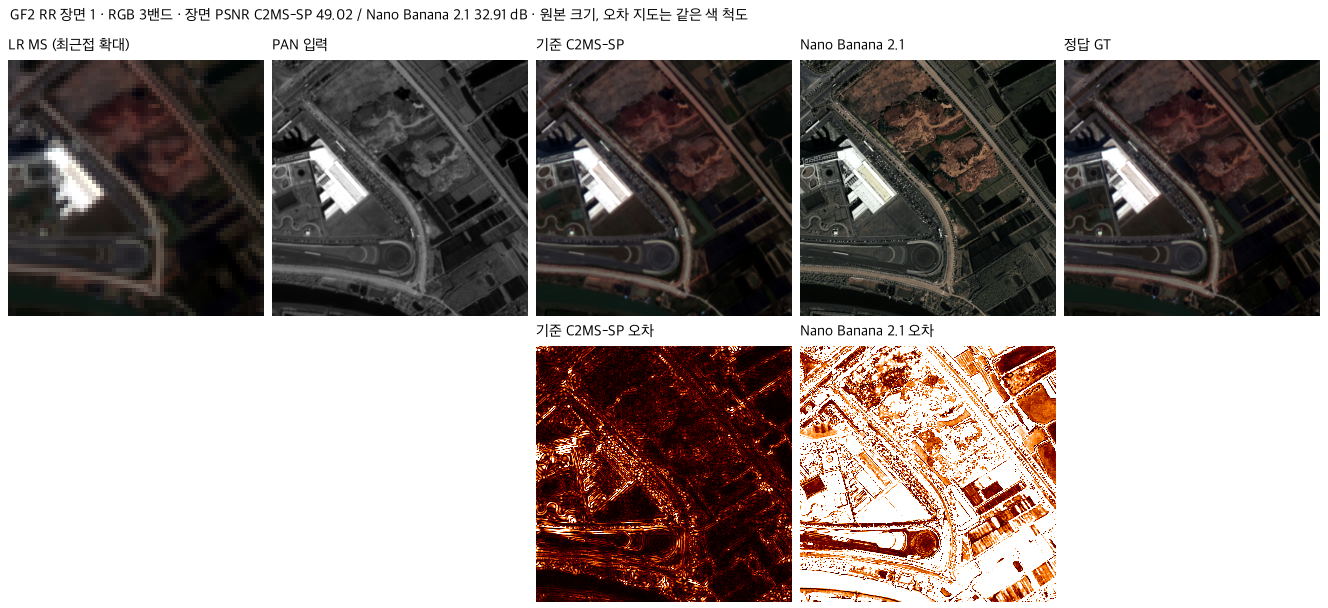 GF2 RR 장면 1 · RGB 3밴드 · 장면 PSNR C2MS-SP 49.02 / Nano Banana 2.1 32.91 dB · 원본 크기, 오차 지도는 같은 색 척도
LR MS (최근접 확대)
PAN 입력
기준 C2MS-SP
Nano Banana 2.1
정답 GT
기준 C2MS-SP 오차
Nano Banana 2.1 오차